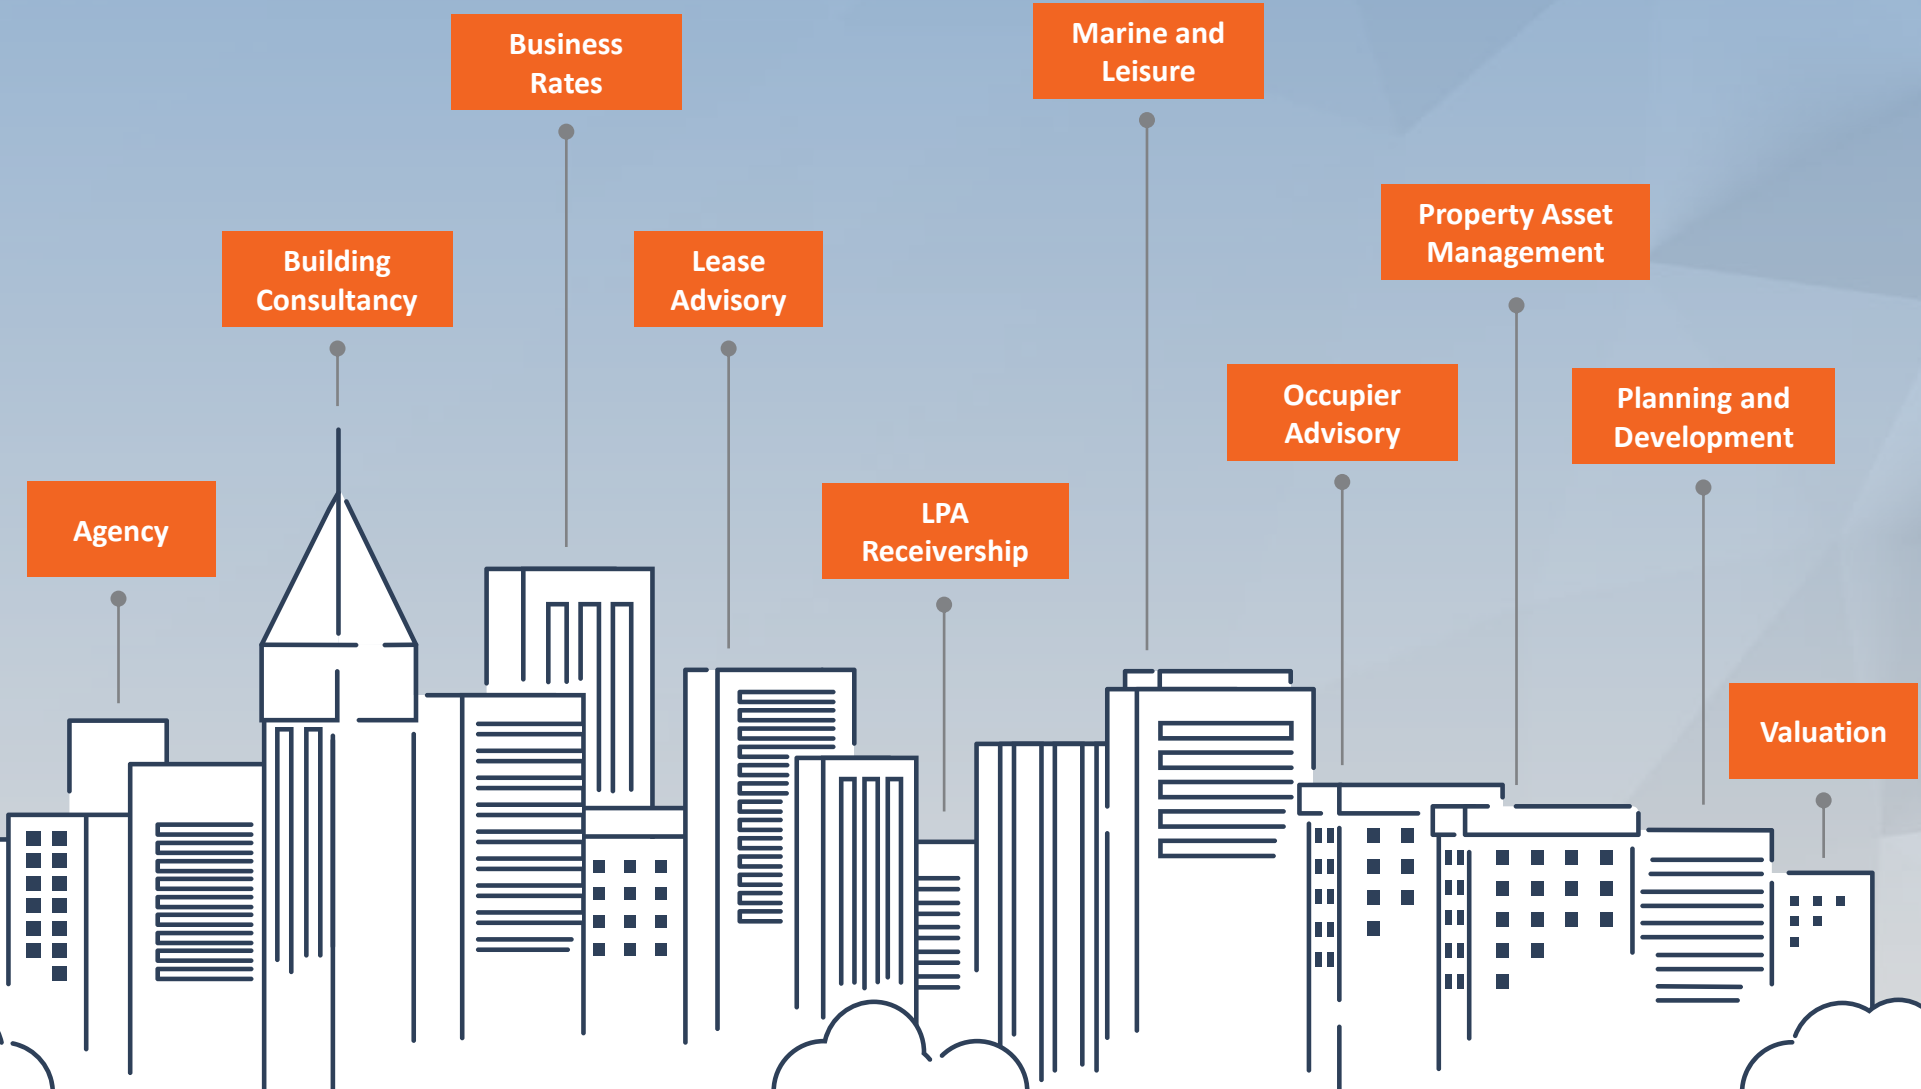 Business
Rates
Marine and
Leisure
Building
Consultancy
Lease
Advisory
Property Asset
Management
Agency
LPA
Receivership
Occupier
Advisory
Planning and
Development
Valuation